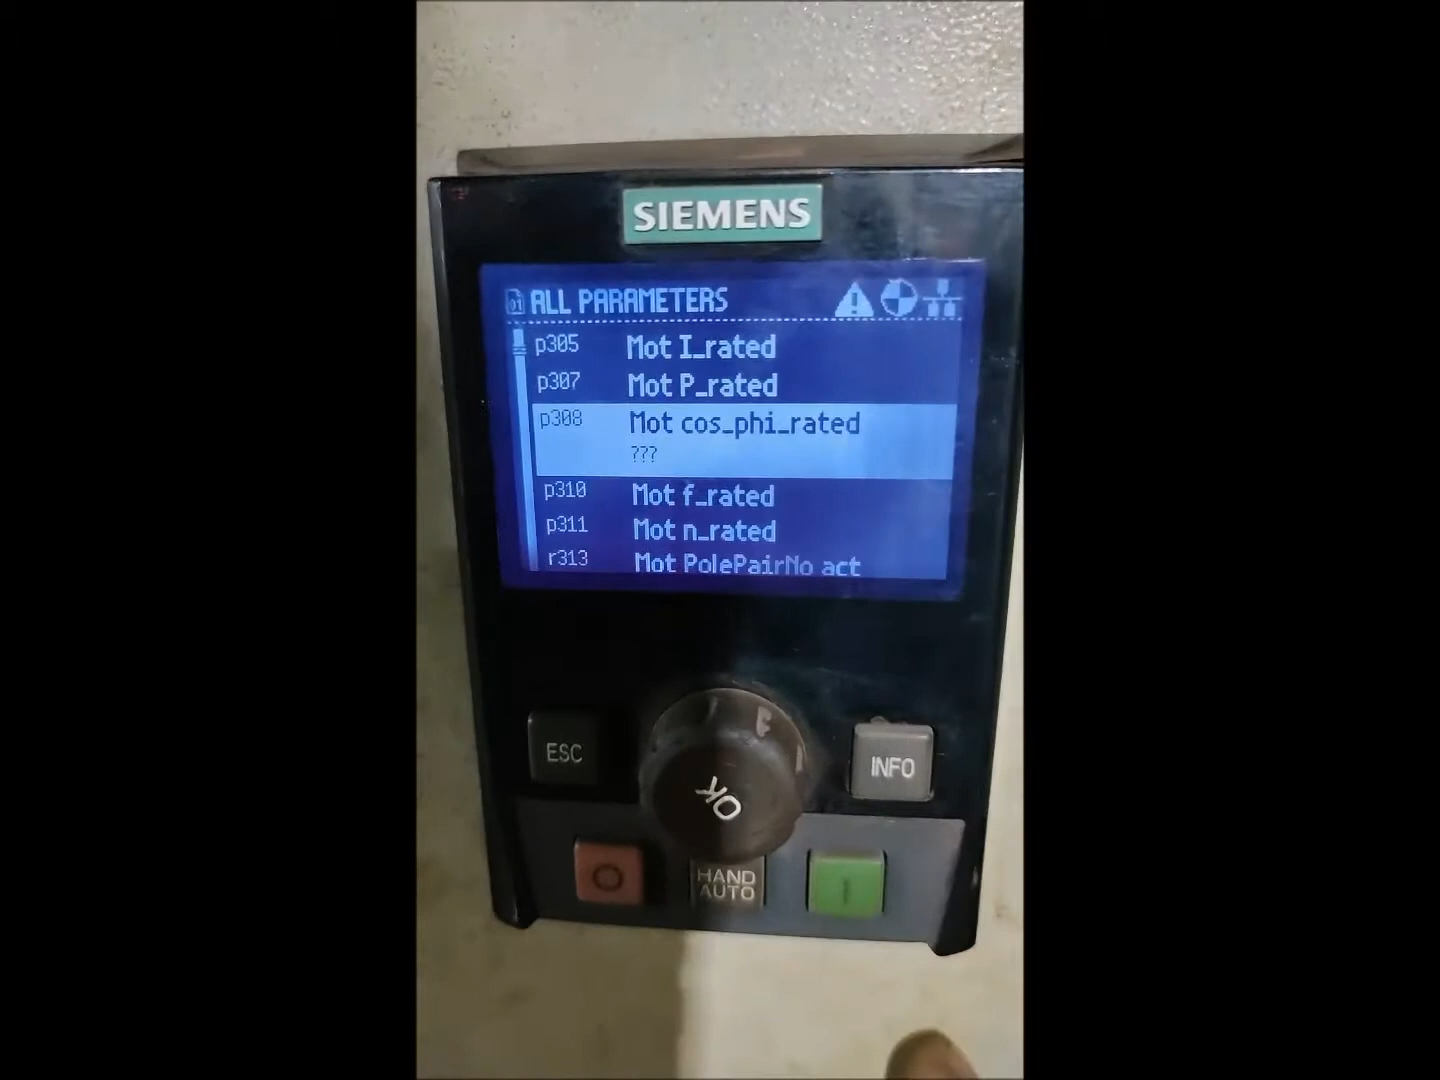 SIEMENS
01 ALL PARAMETERS
p305 Mot I_rated
p307 Mot P_rated
p308 Mot cos_phi_rated
???
p310 Mot f_rated
p311 Mot n_rated
r313 Mot PolePairNo act
ESC
OK
INFO
HAND
AUTO